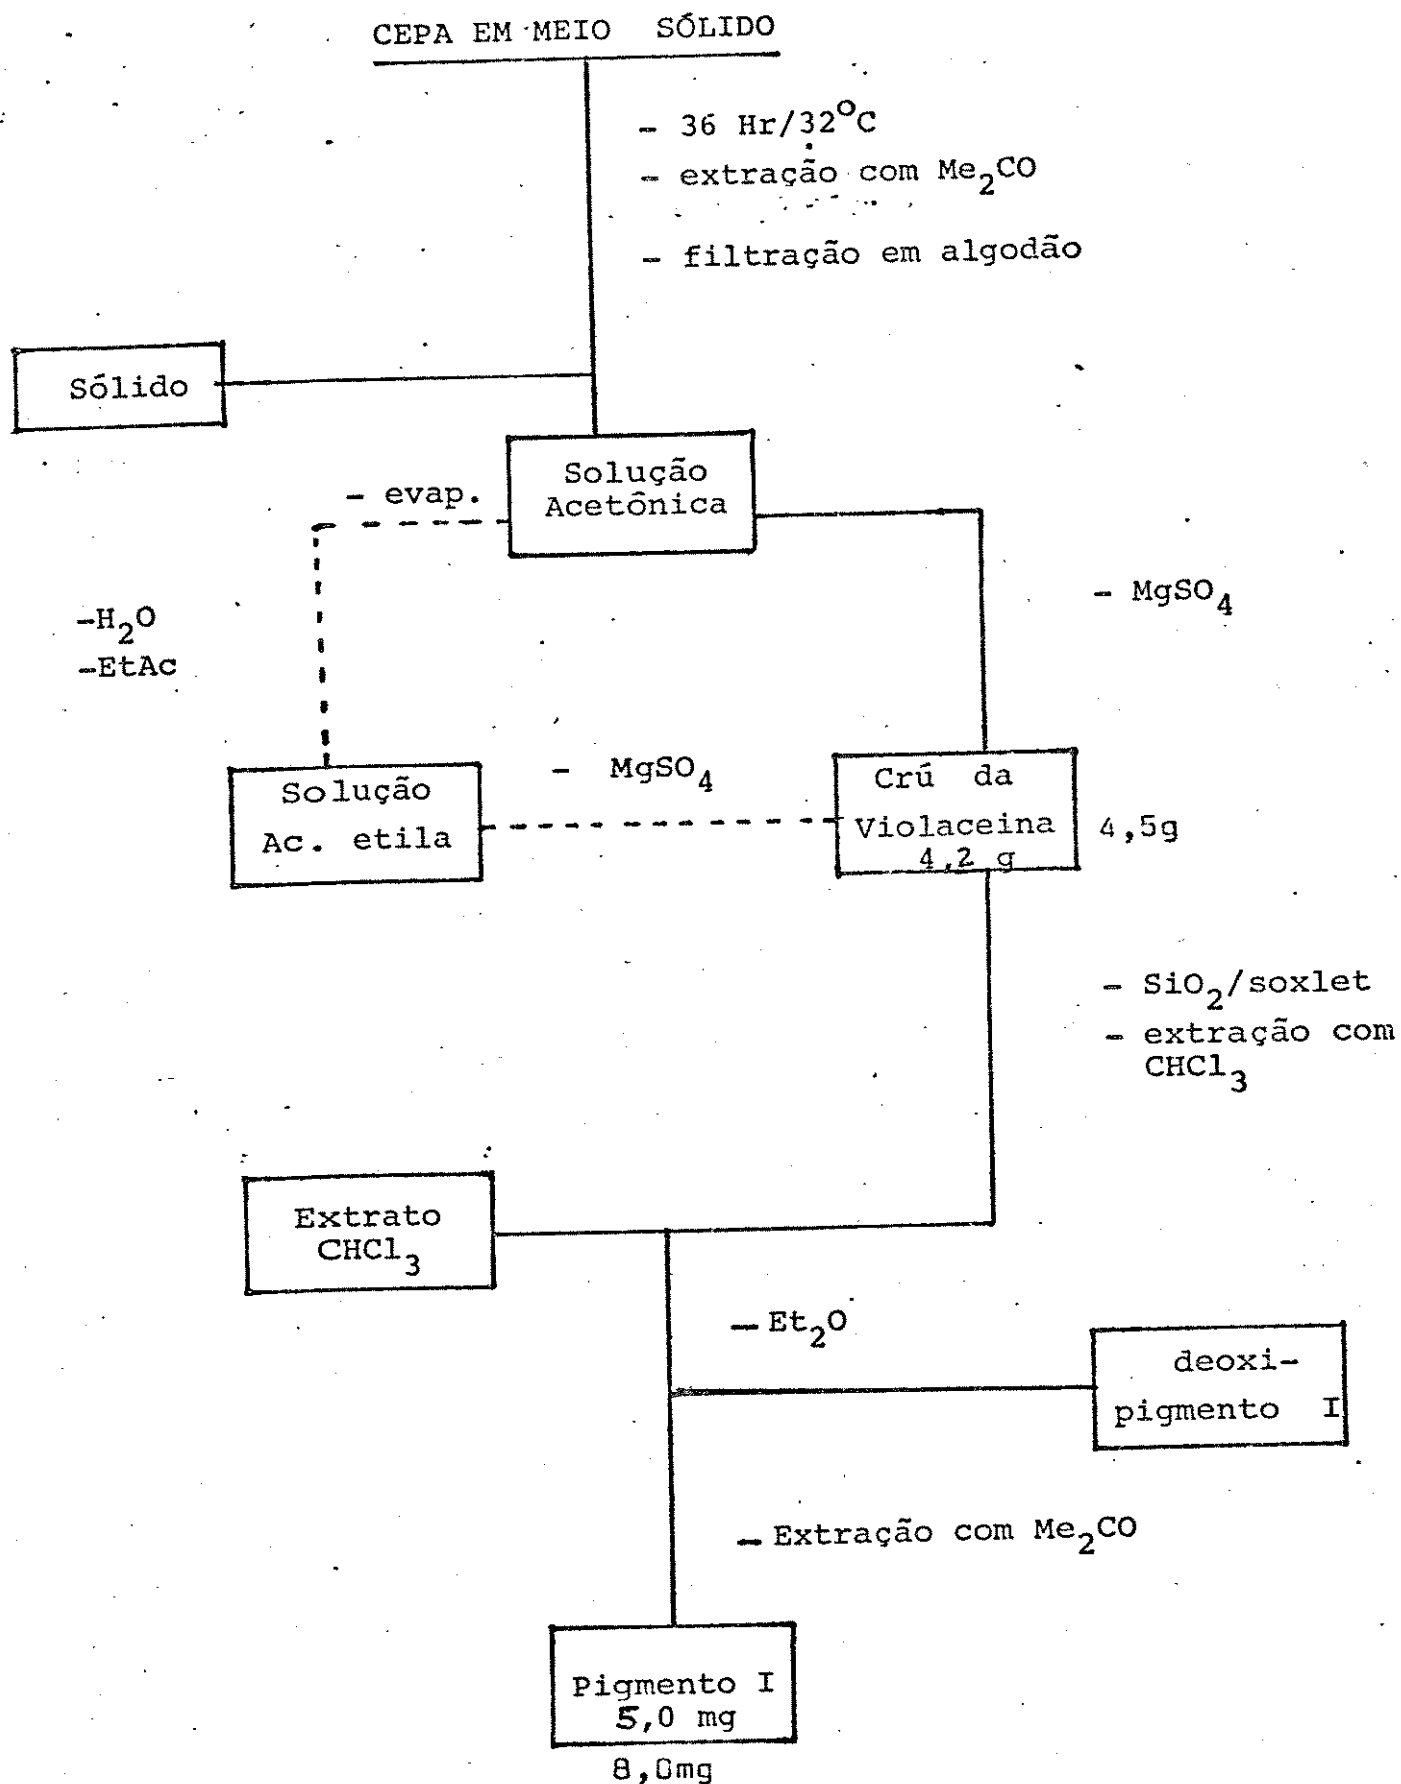 CEPA EM MEIO SÓLIDO
- 36 Hr/32°C
- extração com Me2CO
- filtração em algodão
Sólido
Solução
Acetônica
- evap.
-H2O
-EtAc
- MgSO4
Solução
Ac. etila
- MgSO4
Crú da
Violaceina
4,2 g
4,5g
- SiO2/soxlet
- extração com
CHCl3
Extrato
CHCl3
- Et2O
deoxi-
pigmento I
- Extração com Me2CO
Pigmento I
5,0 mg
8,0mg